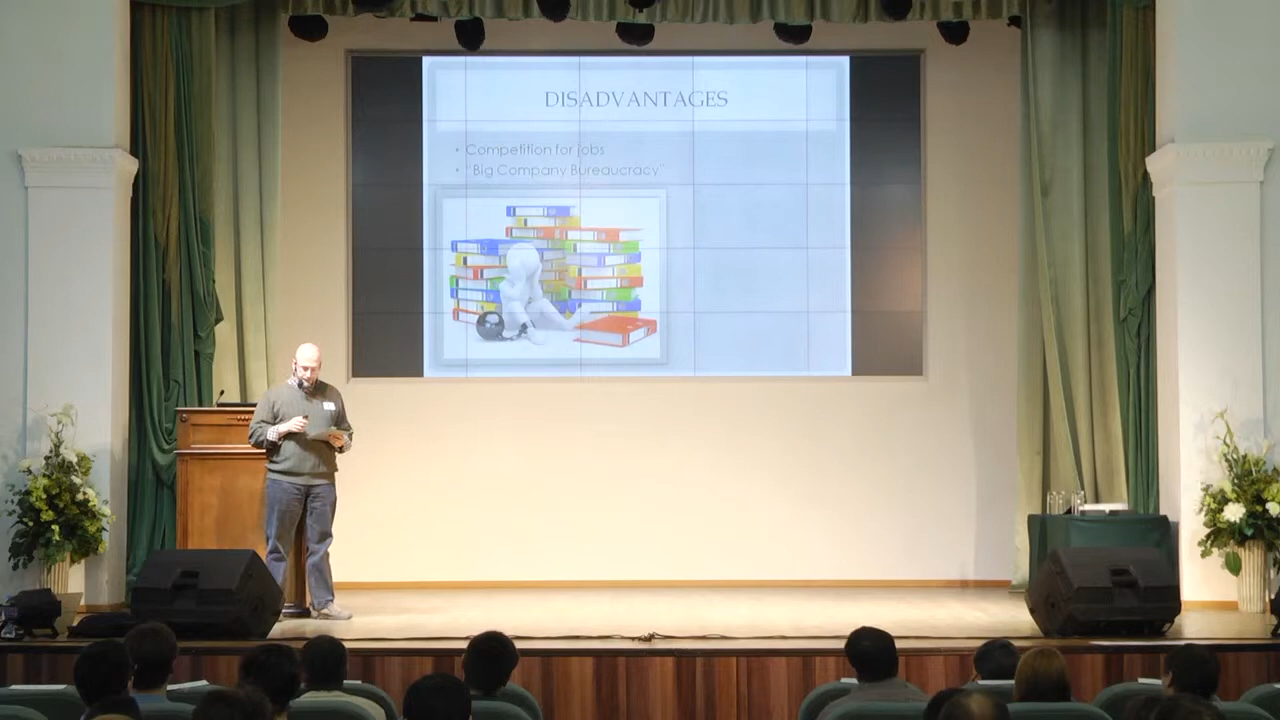 DISADVANTAGES
• Competition for jobs
• "Big Company Bureaucracy"